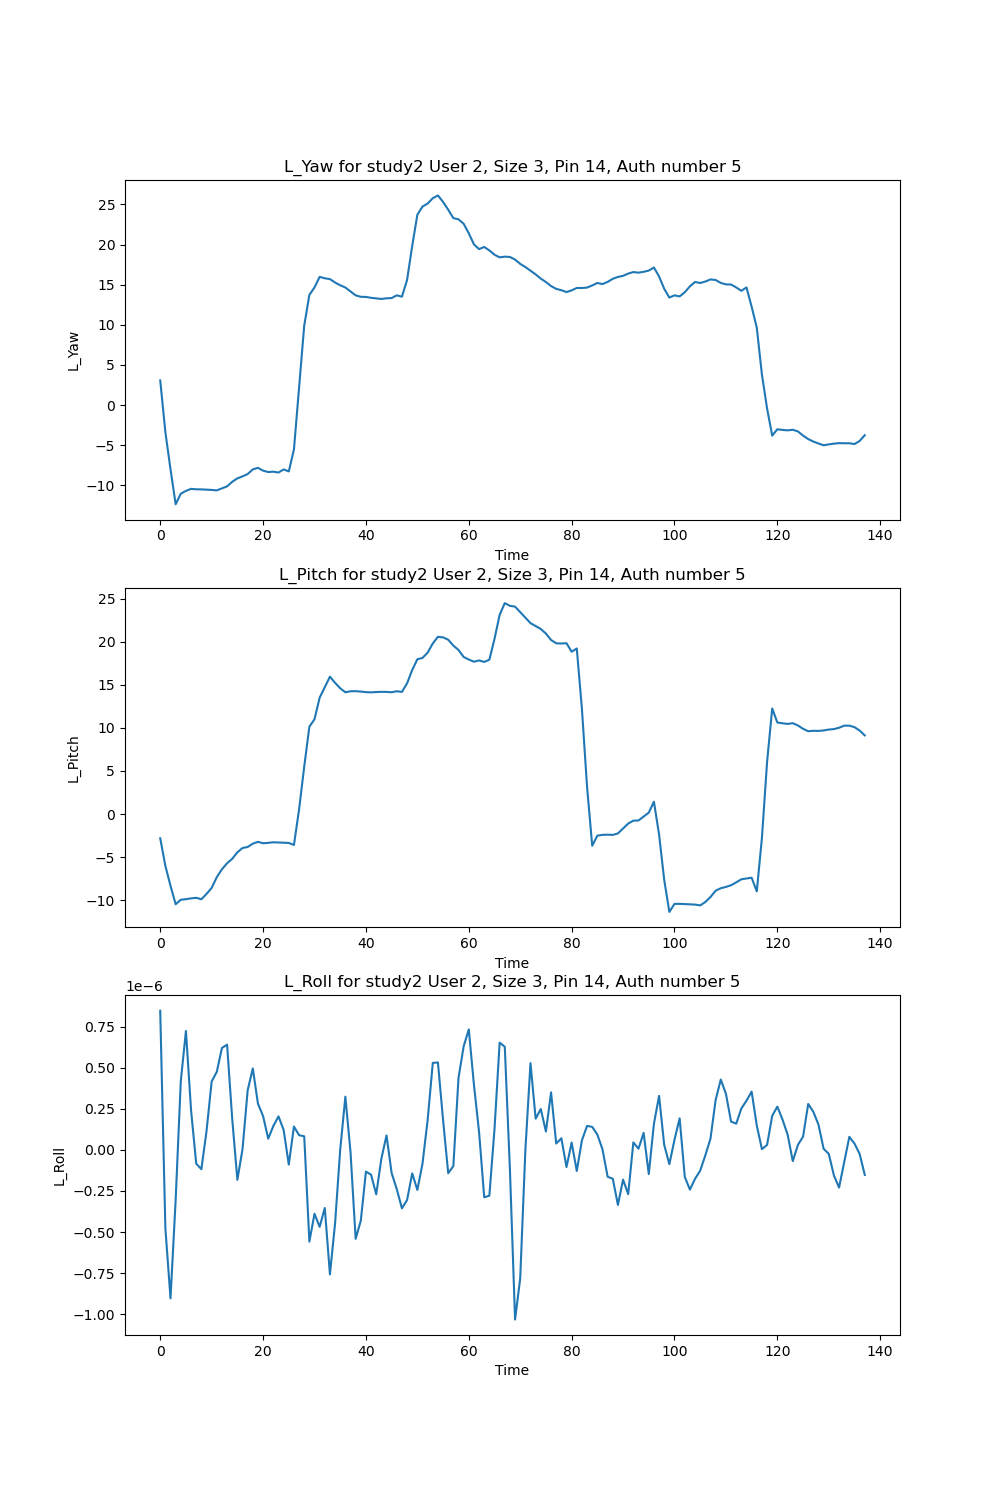 L_Yaw for study2 User 2, Size 3, Pin 14, Auth number 5
25
20
15
10
5
0
−5
−10
L_Yaw
0 20 40 60 80 100 120 140
Time
L_Pitch for study2 User 2, Size 3, Pin 14, Auth number 5
25
20
15
10
5
0
−5
−10
L_Pitch
0 20 40 60 80 100 120 140
Time
L_Roll for study2 User 2, Size 3, Pin 14, Auth number 5
1e−6
0.75
0.50
0.25
0.00
−0.25
−0.50
−0.75
−1.00
L_Roll
0 20 40 60 80 100 120 140
Time